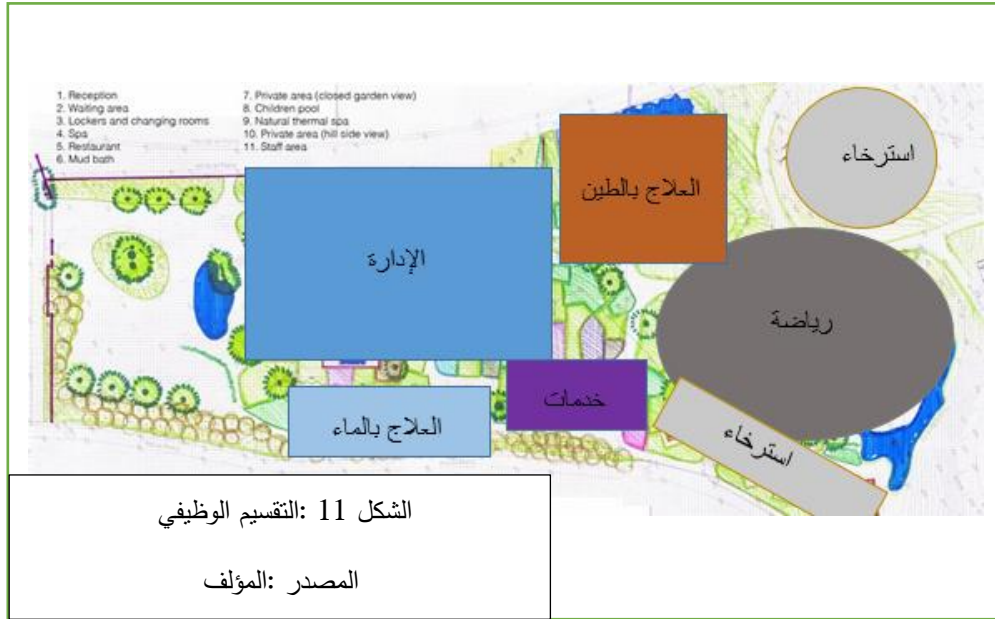 1. Reception
2. Waiting area
3. Lockers and changing rooms
4. Spa
5. Restaurant
6. Mud bath
7. Private area (closed garden view)
8. Children pool
9. Natural thermal spa
10. Private area (hill side view)
11. Staff area
استرخاء
العلاج بالطين
الإدارة
رياضة
خدمات
العلاج بالماء
استرخاء
الشكل 11 :التقسيم الوظيفي
المصدر :المؤلف